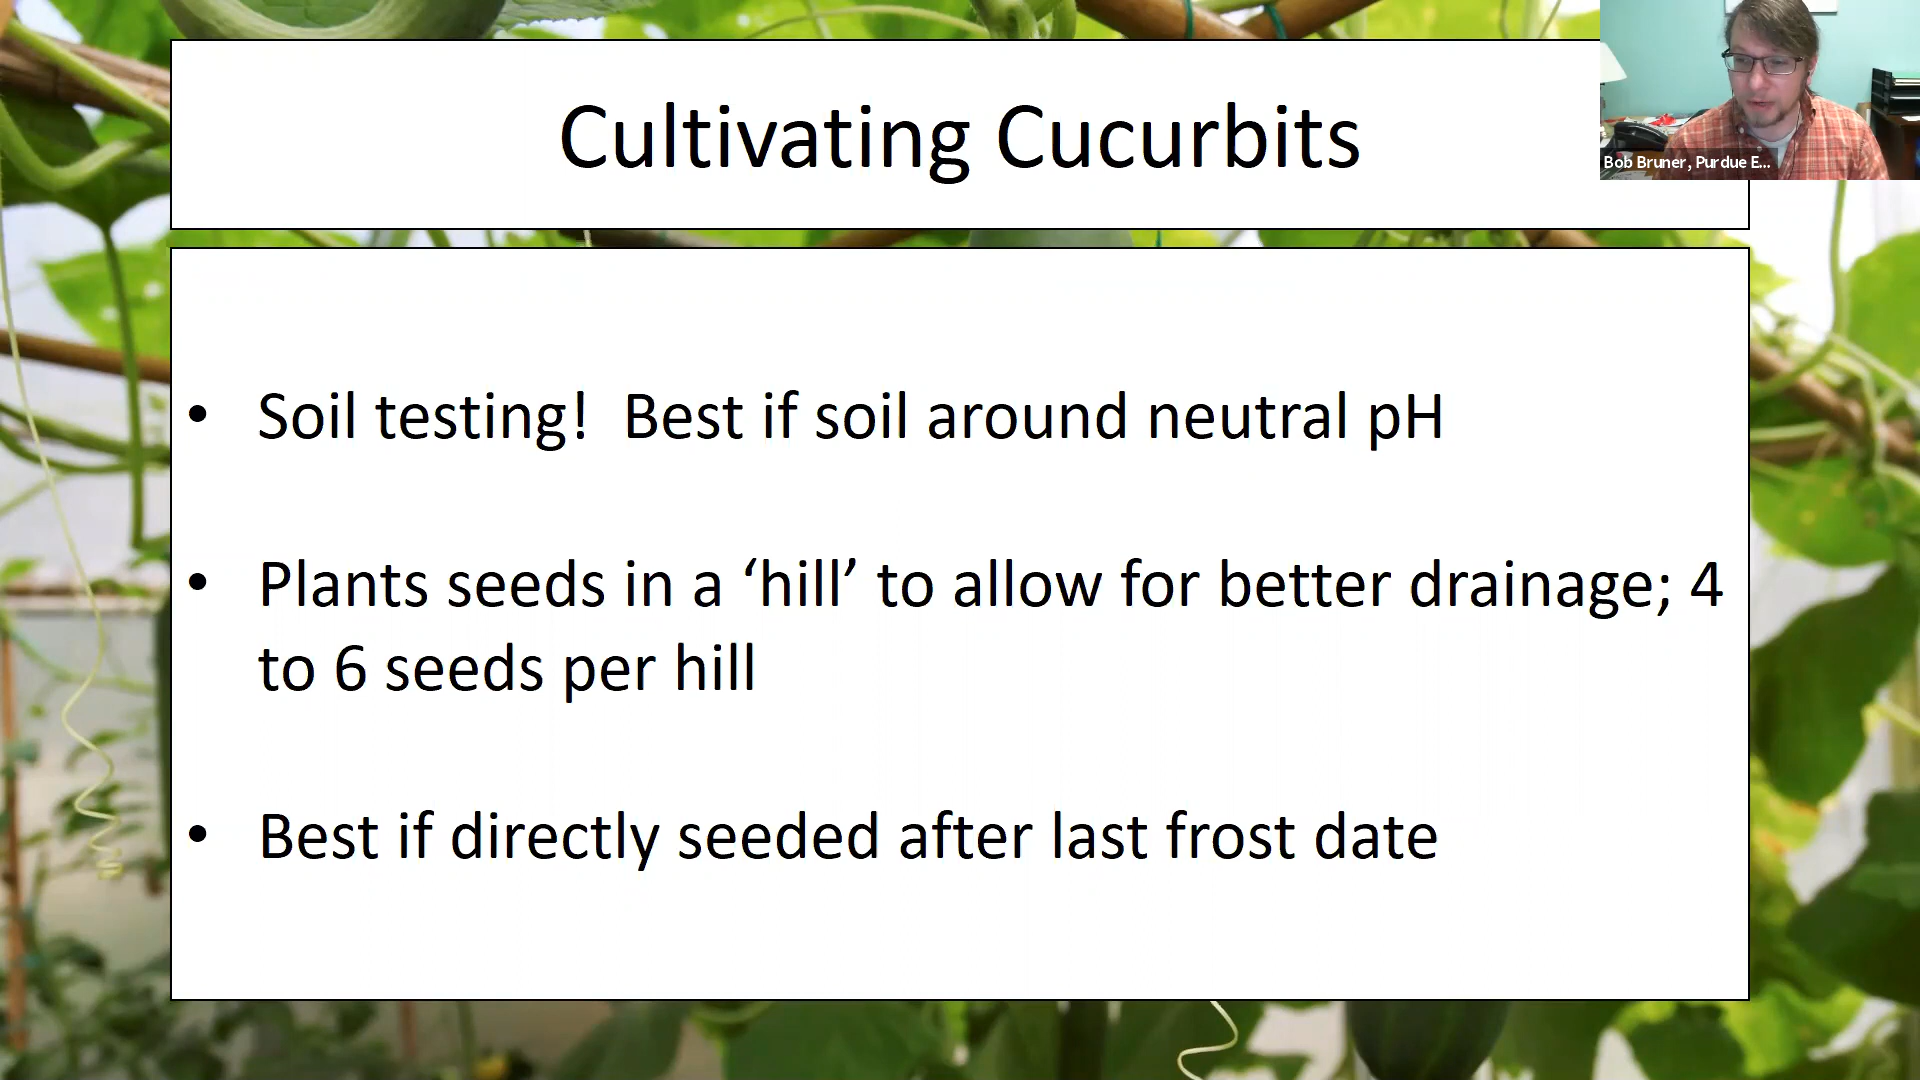 Cultivating Cucurbits
Bob Bruner, Purdue E...
• Soil testing!  Best if soil around neutral pH
• Plants seeds in a ‘hill’ to allow for better drainage; 4
to 6 seeds per hill
• Best if directly seeded after last frost date